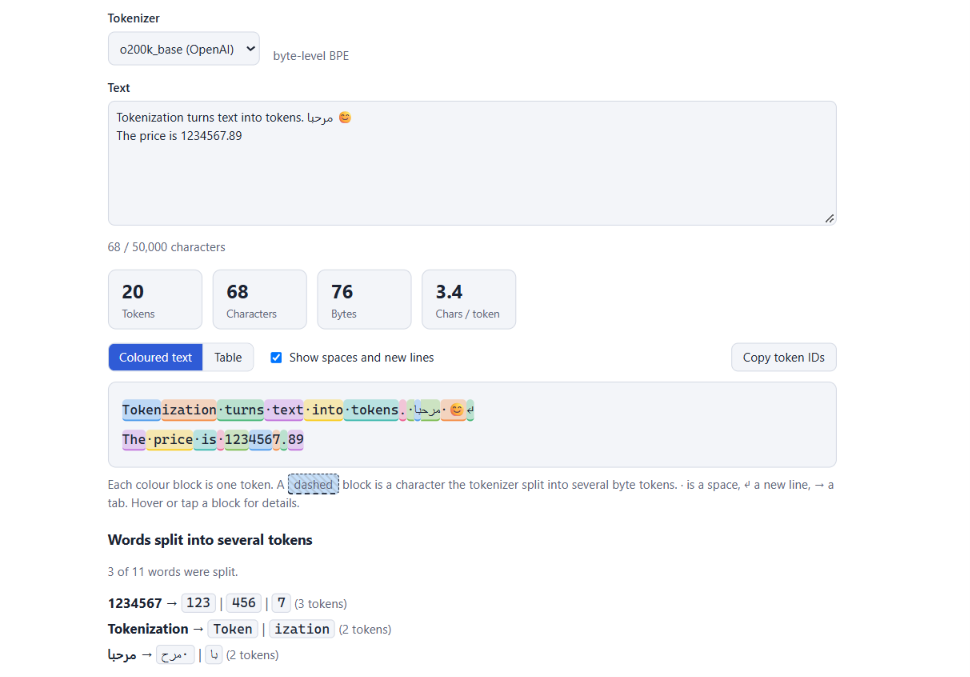 Tokenizer
o200k_base (OpenAI) byte-level BPE
Text
Tokenization turns text into tokens. مرحبا 😊
The price is 1234567.89
68 / 50,000 characters
20 68 76 3.4
Tokens Characters Bytes Chars / token
Coloured text Table Show spaces and new lines Copy token IDs
Tokenization·turns·text·into·tokens.·مرحبا·😊↵
The·price·is·1234567.89
Each colour block is one token. A dashed block is a character the tokenizer split into several byte tokens. · is a space, ↵ a new line, → a
tab. Hover or tap a block for details.
Words split into several tokens
3 of 11 words were split.
1234567 → 123 | 456 | 7 (3 tokens)
Tokenization → Token | ization (2 tokens)
مرحبا → ·مرح | با (2 tokens)